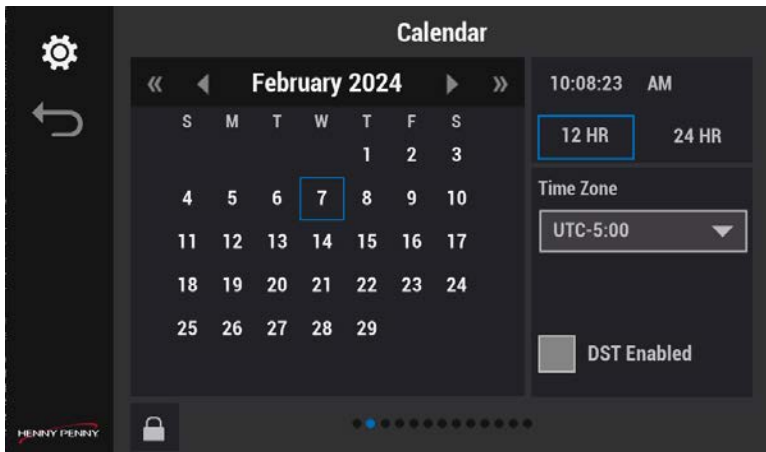 Calendar
« February 2024 »
S M T W T F S
1 2 3
4 5 6 7 8 9 10
11 12 13 14 15 16 17
18 19 20 21 22 23 24
25 26 27 28 29
10:08:23 AM
12 HR 24 HR
Time Zone
UTC-5:00
DST Enabled
HENNY PENNY